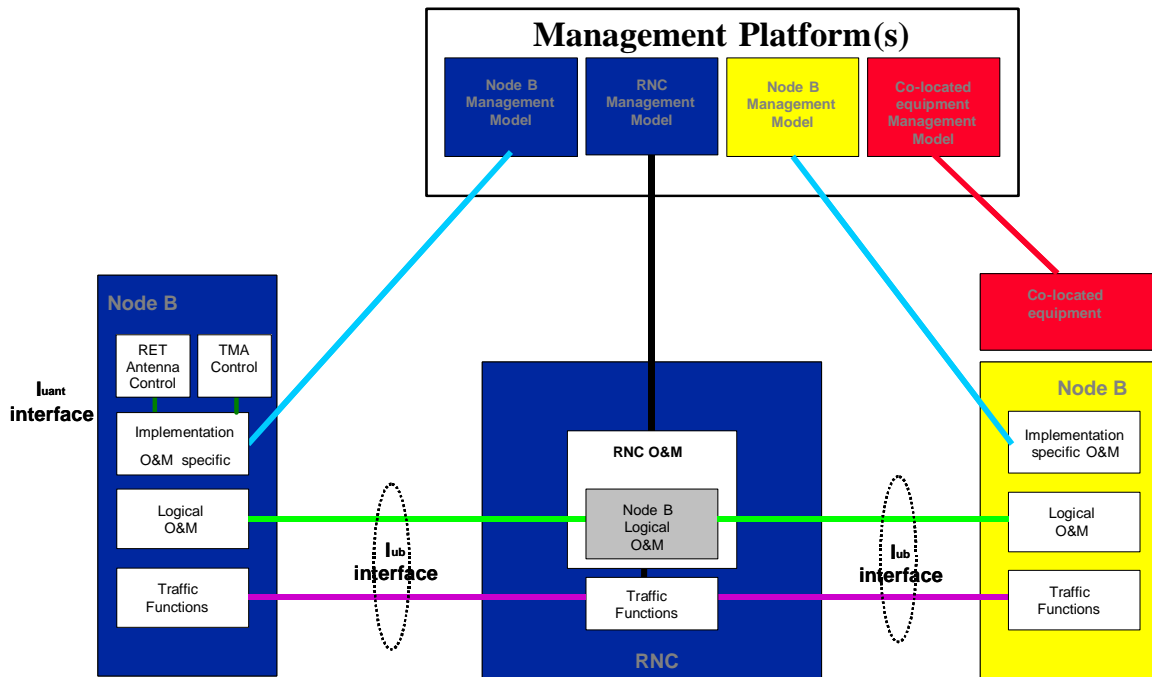 Management Platform(s)
Node B
Management
Model
RNC
Management
Model
Node B
Management
Model
Co-located
equipment
Management
Model
Node B
RET
Antenna
Control
TMA
Control
Iuant
interface
Implementation
O&M specific
Logical
O&M
Traffic
Functions
Iub
interface
RNC O&M
Node B
Logical
O&M
Traffic
Functions
RNC
Iub
interface
Co-located
equipment
Node B
Implementation
specific O&M
Logical
O&M
Traffic
Functions